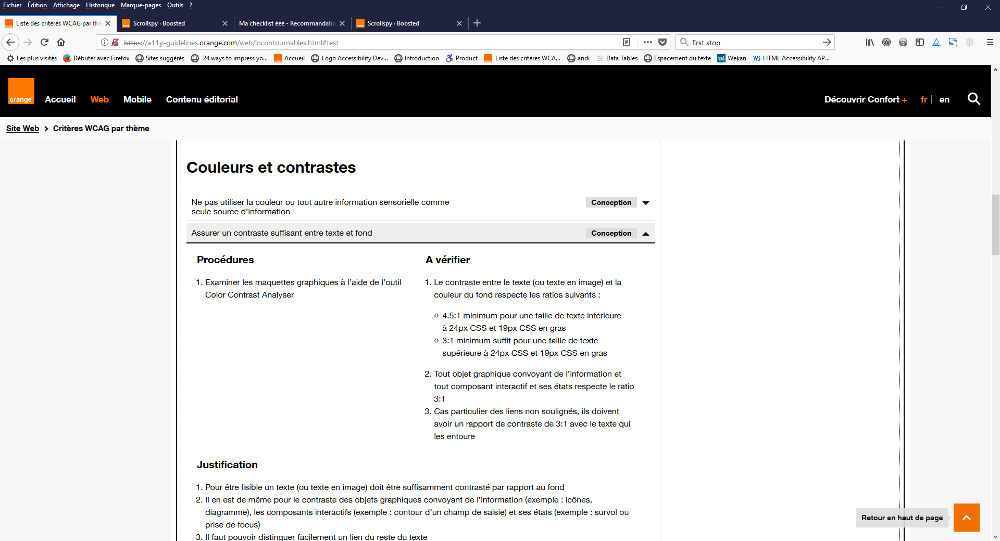 Fichier Édition Affichage Historique Marque-pages Outils ?
Liste des critères WCAG par thè
Scrollspy · Boosted
Ma checklist ééé - Recommandatio
Scrollspy · Boosted
https://a11y-guidelines.orange.com/web/incontournables.html#test
first stop
Les plus visités Débuter avec Firefox Sites suggérés 24 ways to impress yo... Accueil Logo Accessibility Dev... Introduction Product Liste des critères WCA... andi Data Tables Espacement du texte Wekan HTML Accessibility AP...
orange™
Accueil Web Mobile Contenu éditorial
Découvrir Confort + fr en
Site Web > Critères WCAG par thème
Couleurs et contrastes
Ne pas utiliser la couleur ou tout autre information sensorielle comme
seule source d’information
Conception
Assurer un contraste suffisant entre texte et fond
Conception
Procédures
1. Examiner les maquettes graphiques à l’aide de l’outil
Color Contrast Analyser
A vérifier
1. Le contraste entre le texte (ou texte en image) et la
couleur du fond respecte les ratios suivants :
4.5:1 minimum pour une taille de texte inférieure
à 24px CSS et 19px CSS en gras
3:1 minimum suffit pour une taille de texte
supérieure à 24px CSS et 19px CSS en gras
2. Tout objet graphique convoyant de l’information et
tout composant interactif et ses états respecte le ratio
3:1
3. Cas particulier des liens non soulignés, ils doivent
avoir un rapport de contraste de 3:1 avec le texte qui
les entoure
Justification
1. Pour être lisible un texte (ou texte en image) doit être suffisamment contrasté par rapport au fond
2. Il en est de même pour le contraste des objets graphiques convoyant de l’information (exemple : icônes,
diagramme), les composants interactifs (exemple : contour d’un champ de saisie) et ses états (exemple : survol ou
prise de focus)
3. Il faut pouvoir distinguer facilement un lien du reste du texte
Retour en haut de page